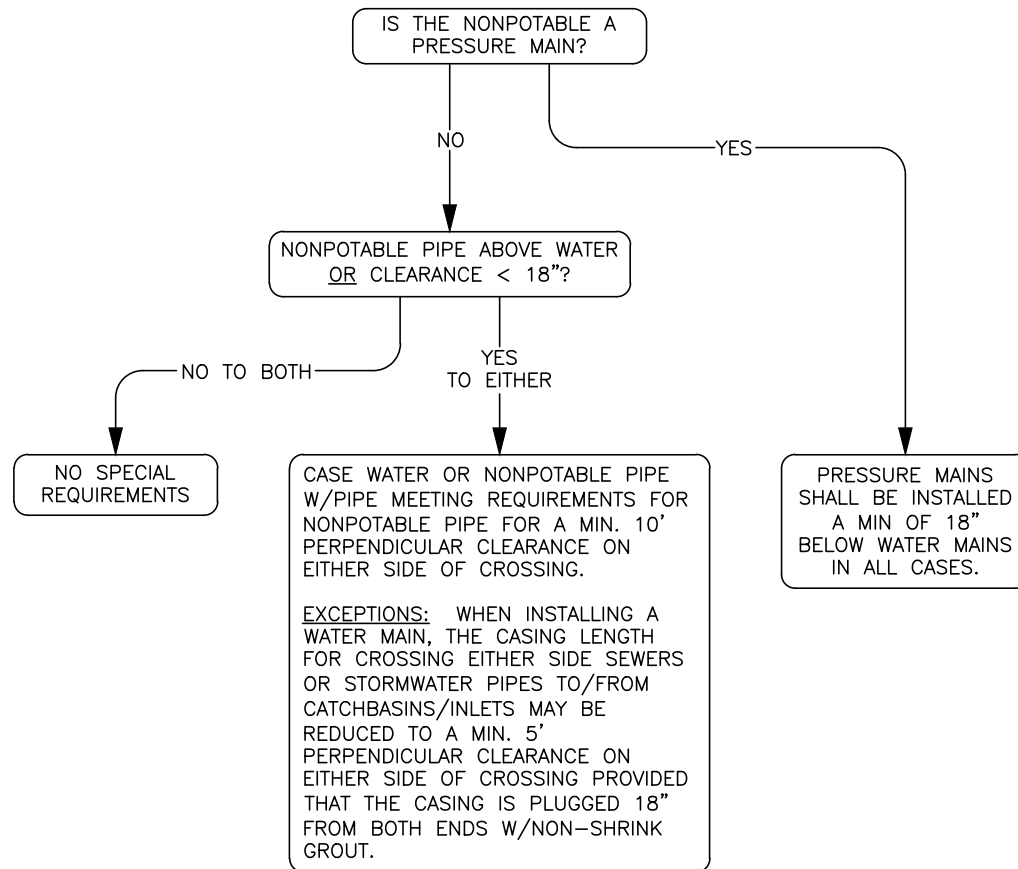 IS THE NONPOTABLE A
PRESSURE MAIN?
NO
YES
NONPOTABLE PIPE ABOVE WATER
OR CLEARANCE < 18"?
NO TO BOTH
YES
TO EITHER
NO SPECIAL
REQUIREMENTS
CASE WATER OR NONPOTABLE PIPE
W/PIPE MEETING REQUIREMENTS FOR
NONPOTABLE PIPE FOR A MIN. 10'
PERPENDICULAR CLEARANCE ON
EITHER SIDE OF CROSSING.
EXCEPTIONS: WHEN INSTALLING A
WATER MAIN, THE CASING LENGTH
FOR CROSSING EITHER SIDE SEWERS
OR STORMWATER PIPES TO/FROM
CATCHBASINS/INLETS MAY BE
REDUCED TO A MIN. 5'
PERPENDICULAR CLEARANCE ON
EITHER SIDE OF CROSSING PROVIDED
THAT THE CASING IS PLUGGED 18"
FROM BOTH ENDS W/NON-SHRINK
GROUT.
PRESSURE MAINS
SHALL BE INSTALLED
A MIN OF 18"
BELOW WATER MAINS
IN ALL CASES.